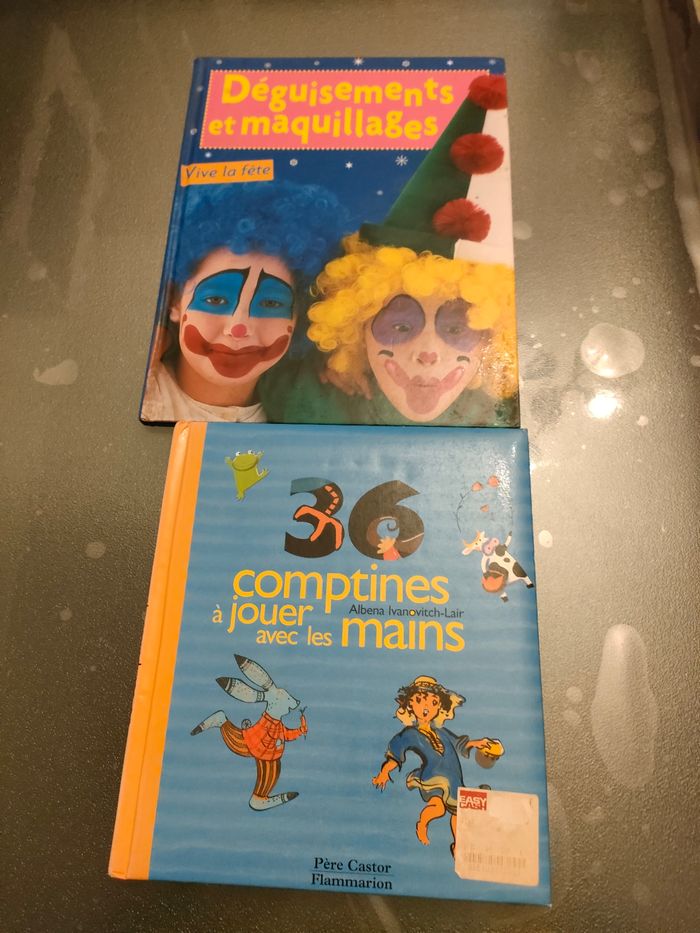 Déguisements
et maquillages
Vive la fête
36
comptines
à jouer Albena Ivanovitch-Lair
avec les mains
EASY
CASH
Père Castor
Flammarion